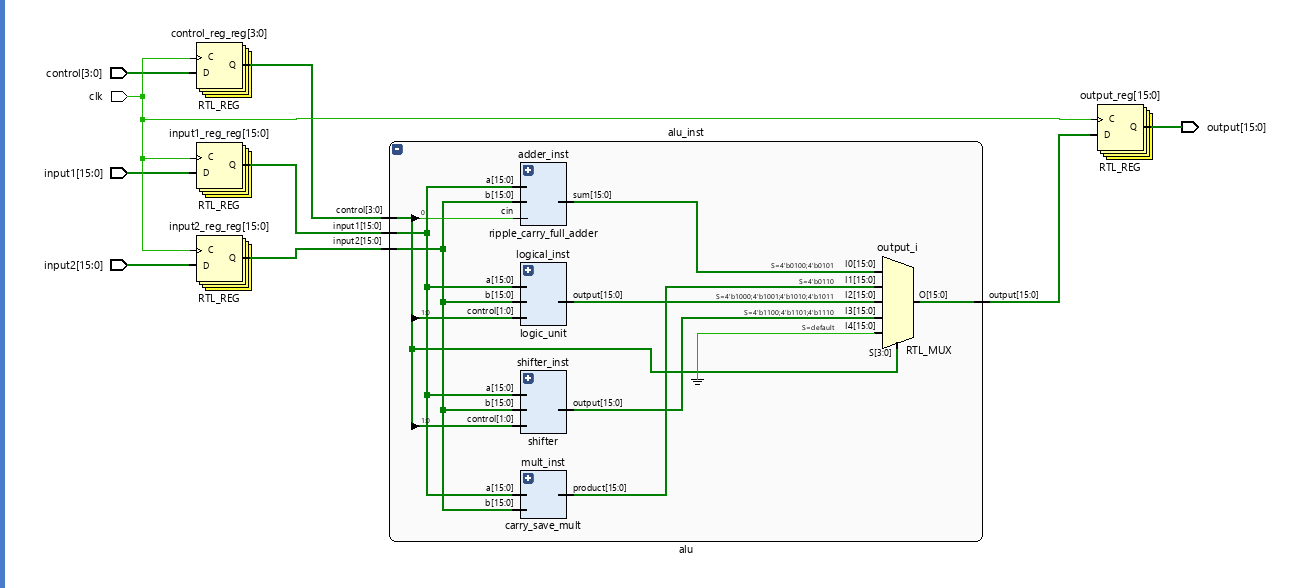 control_reg_reg[3:0]
control[3:0]
C
D
Q
clk
RTL_REG
input1_reg_reg[15:0]
input1[15:0]
C
D
Q
RTL_REG
input2_reg_reg[15:0]
input2[15:0]
C
D
Q
RTL_REG
alu_inst
control[3:0]
input1[15:0]
input2[15:0]
0
adder_inst
a[15:0]
b[15:0]
cin
sum[15:0]
ripple_carry_full_adder
logical_inst
a[15:0]
b[15:0]
1:0
control[1:0]
output[15:0]
logic_unit
shifter_inst
a[15:0]
b[15:0]
1:0
control[1:0]
output[15:0]
shifter
mult_inst
a[15:0]
b[15:0]
product[15:0]
carry_save_mult
output_i
S=4'b0100;4'b0101 I0[15:0]
S=4'b0110 I1[15:0]
S=4'b1000;4'b1001;4'b1010;4'b1011 I2[15:0]
S=4'b1100;4'b1101;4'b1110 I3[15:0]
S=default I4[15:0]
S[3:0]
O[15:0]
RTL_MUX
output[15:0]
alu
output_reg[15:0]
C
D
Q
RTL_REG
output[15:0]